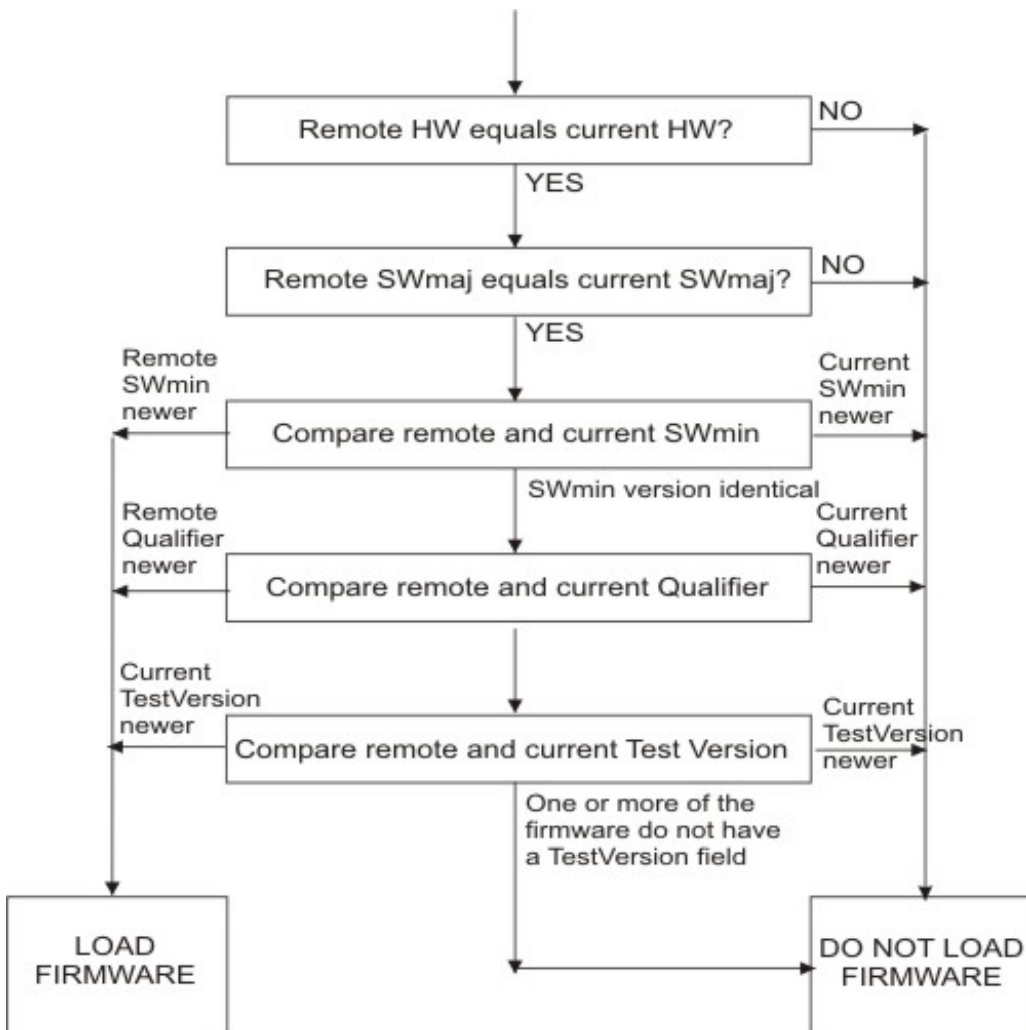 Remote HW equals current HW?
NO
YES
Remote SWmaj equals current SWmaj?
NO
YES
Remote
SWmin
newer
Current
SWmin
newer
Compare remote and current SWmin
SWmin version identical
Remote
Qualifier
newer
Current
Qualifier
newer
Compare remote and current Qualifier
Current
TestVersion
newer
Current
TestVersion
newer
Compare remote and current Test Version
One or more of the
firmware do not have
a TestVersion field
LOAD
FIRMWARE
DO NOT LOAD
FIRMWARE